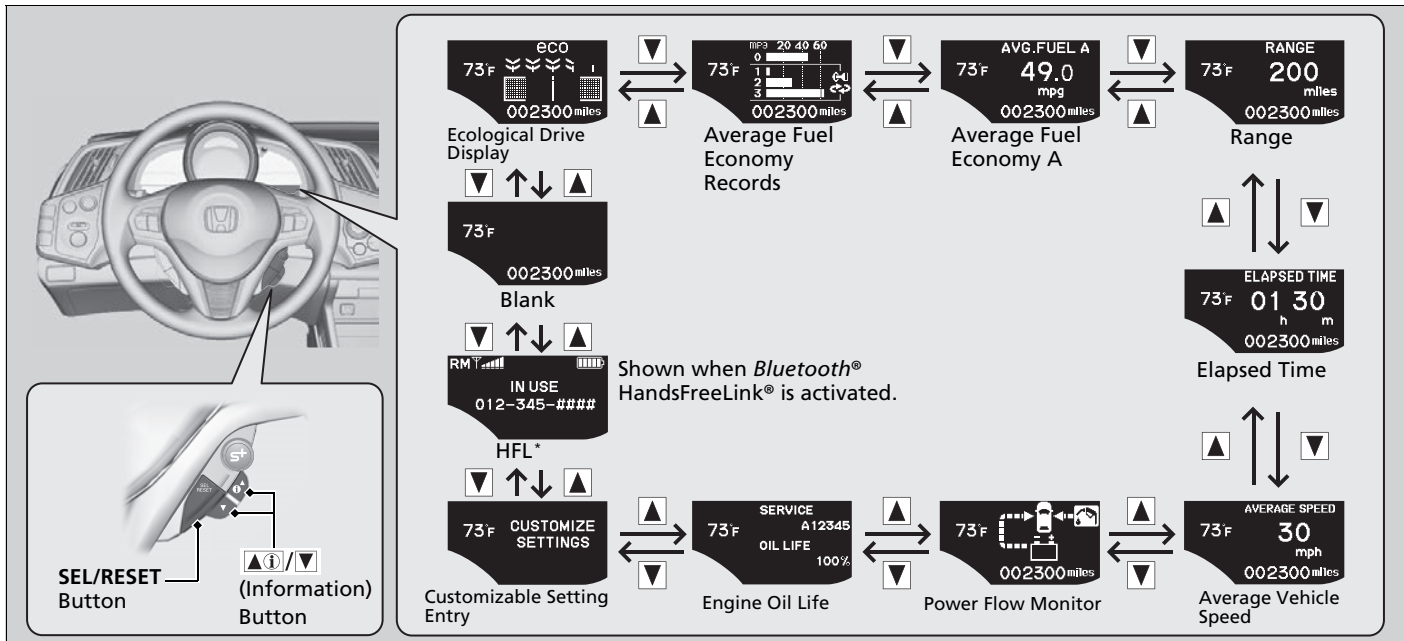 eco
73°F
002300 miles
Ecological Drive
Display
mpg 20 40 60
0
1
2
3
73°F
002300 miles
Average Fuel
Economy
Records
AVG.FUEL A
73°F
49.0
mpg
002300 miles
Average Fuel
Economy A
RANGE
73°F
200
miles
002300 miles
Range
73°F
002300 miles
Blank
ELAPSED TIME
73°F
01 30
h m
002300 miles
Elapsed Time
RM
IN USE
012-345-####
HFL*
Shown when Bluetooth®
HandsFreeLink® is activated.
73°F
CUSTOMIZE
SETTINGS
Customizable Setting
Entry
SERVICE
A12345
73°F
OIL LIFE
100%
Engine Oil Life
73°F
002300 miles
Power Flow Monitor
AVERAGE SPEED
73°F
30
mph
002300 miles
Average Vehicle
Speed
S+
SEL
RESET
SEL/RESET
Button
▲ⓘ/▼
(Information)
Button